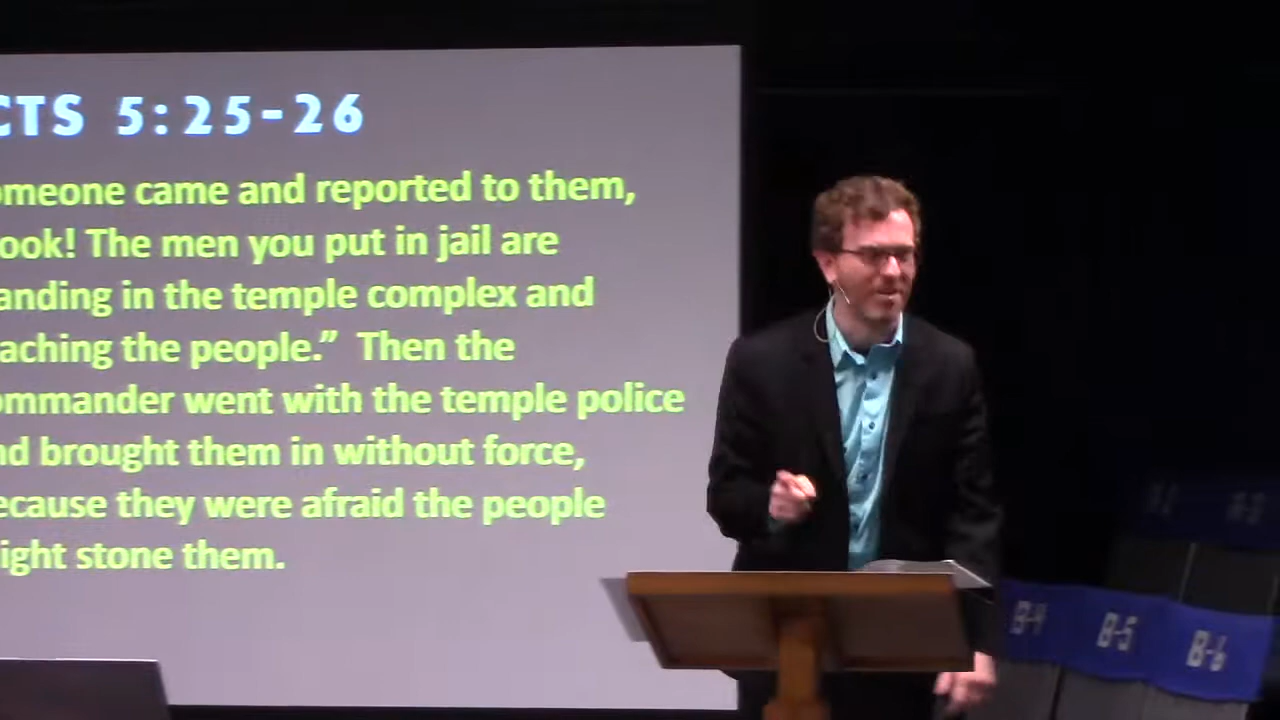 CTS 5:25-26
omeone came and reported to them,
ook! The men you put in jail are
anding in the temple complex and
aching the people.” Then the
ommander went with the temple police
nd brought them in without force,
ecause they were afraid the people
ight stone them.
B-4 B-5 B-6